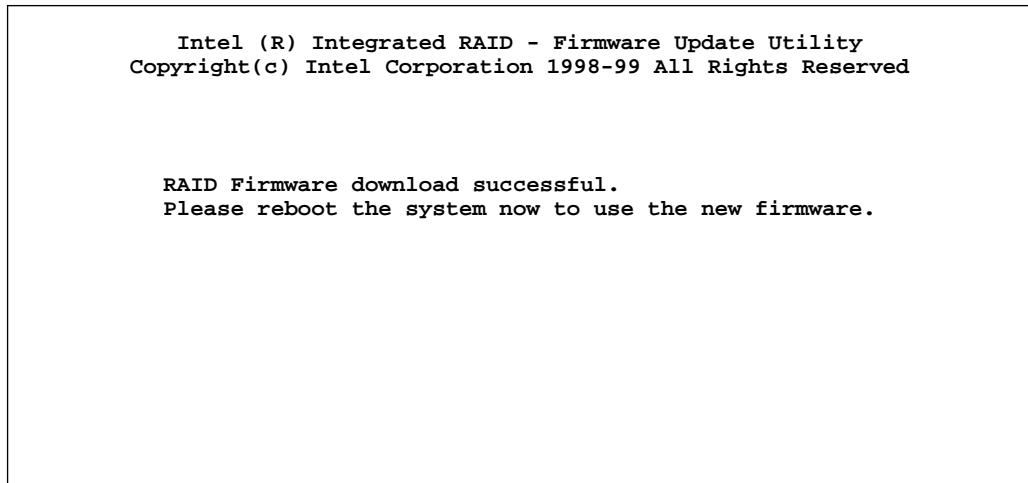 Intel (R) Integrated RAID - Firmware Update Utility
Copyright(c) Intel Corporation 1998-99 All Rights Reserved
RAID Firmware download successful.
Please reboot the system now to use the new firmware.